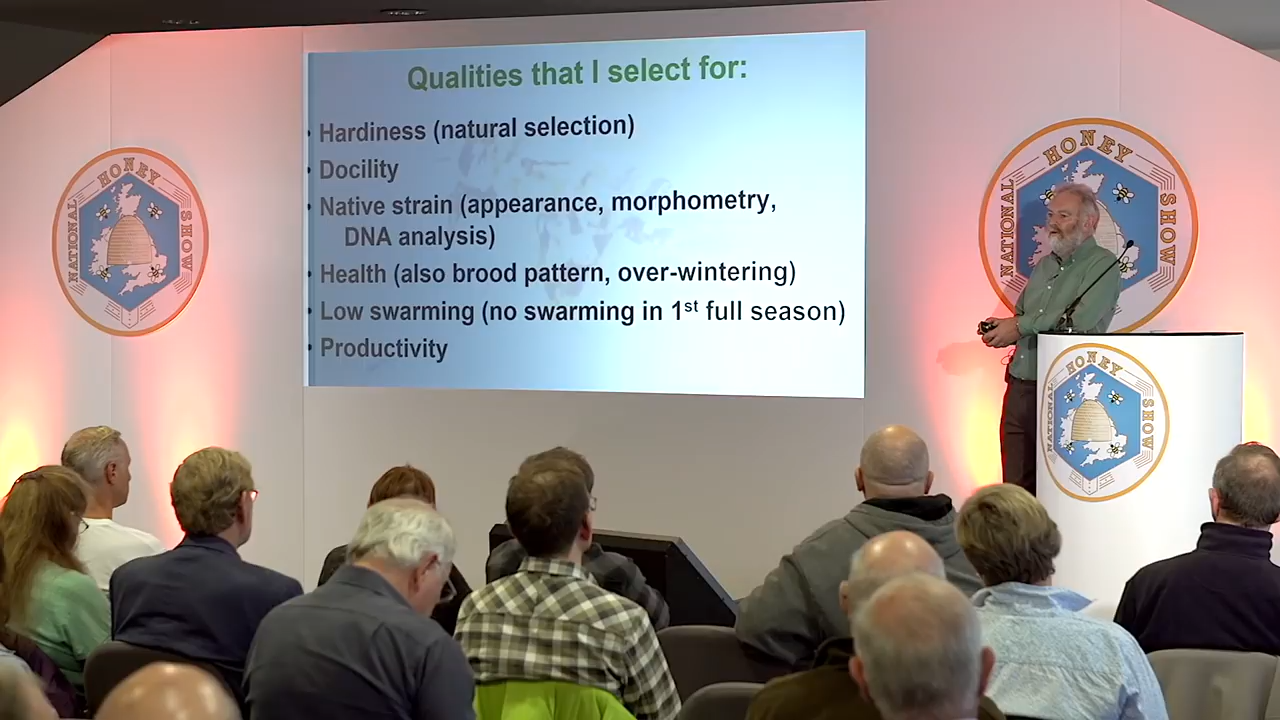 Qualities that I select for:
• Hardiness (natural selection)
• Docility
• Native strain (appearance, morphometry,
DNA analysis)
• Health (also brood pattern, over-wintering)
• Low swarming (no swarming in 1st full season)
• Productivity
NATIONAL HONEY SHOW
NATIONAL HONEY SHOW
NATIONAL HONEY SHOW